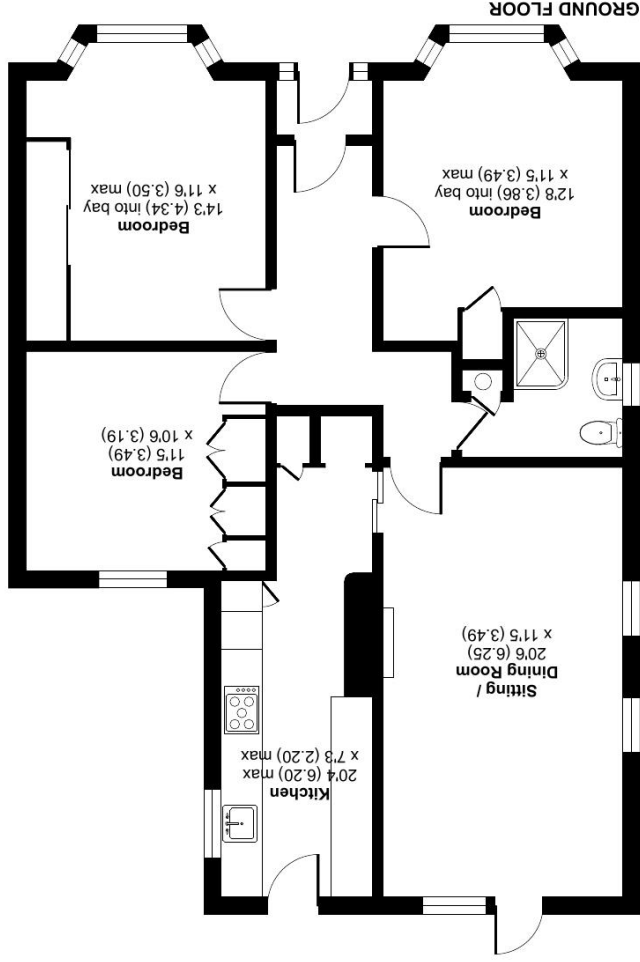 Kitchen
20'4 (6.20) max
x 7'3 (2.20) max
Sitting /
Dining Room
20'6 (6.25)
x 11'5 (3.49)
Bedroom
11'5 (3.49)
x 10'6 (3.19)
Bedroom
12'8 (3.86) into bay
x 11'5 (3.49) max
Bedroom
14'3 (4.34) into bay
x 11'6 (3.50) max
GROUND FLOOR